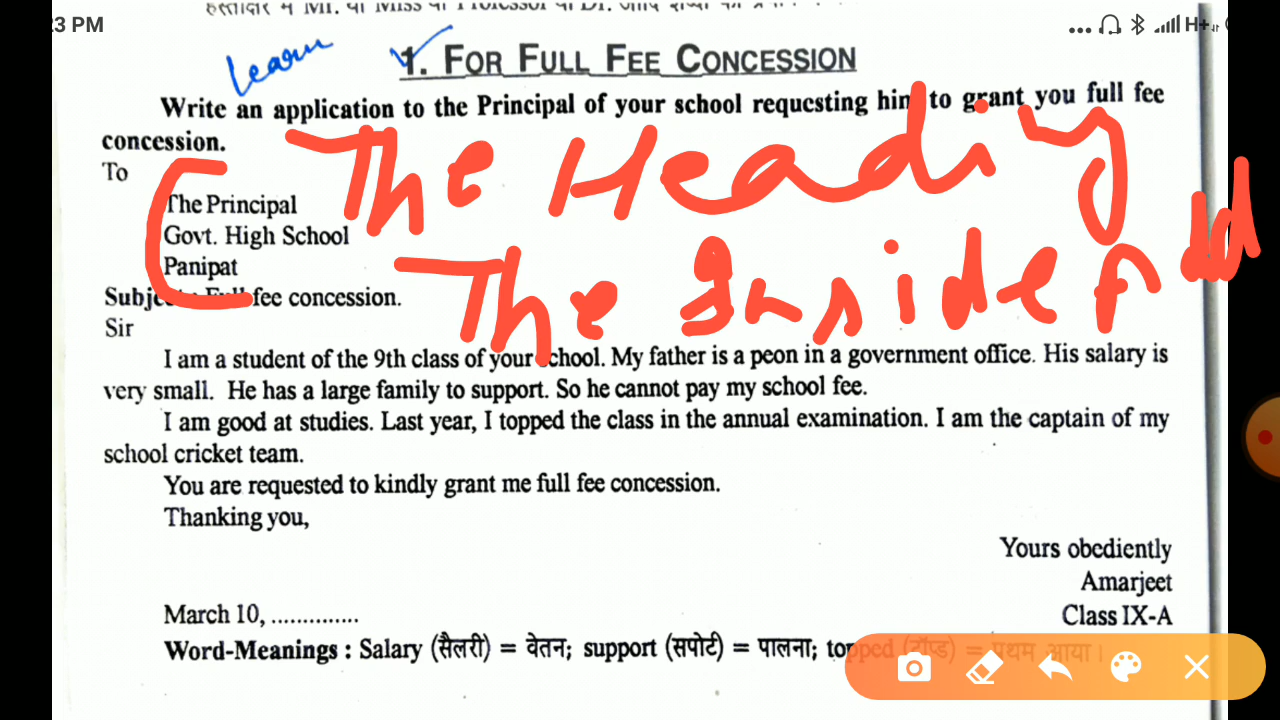 :23 PM
H+
learn
1. FOR FULL FEE CONCESSION
Write an application to the Principal of your school requesting him to grant you full fee
concession.
The Heading
To
The Principal
Govt. High School
Panipat
The Inside Add
Subject : Full fee concession.
Sir
I am a student of the 9th class of your school. My father is a peon in a government office. His salary is
very small. He has a large family to support. So he cannot pay my school fee.
I am good at studies. Last year, I topped the class in the annual examination. I am the captain of my
school cricket team.
You are requested to kindly grant me full fee concession.
Thanking you,
Yours obediently
Amarjeet
March 10, ..............
Class IX-A
Word-Meanings : Salary (सैलरी) = वेतन; support (सपोर्ट) = पालना; topped (टॉप्ड) = प्रथम आया।